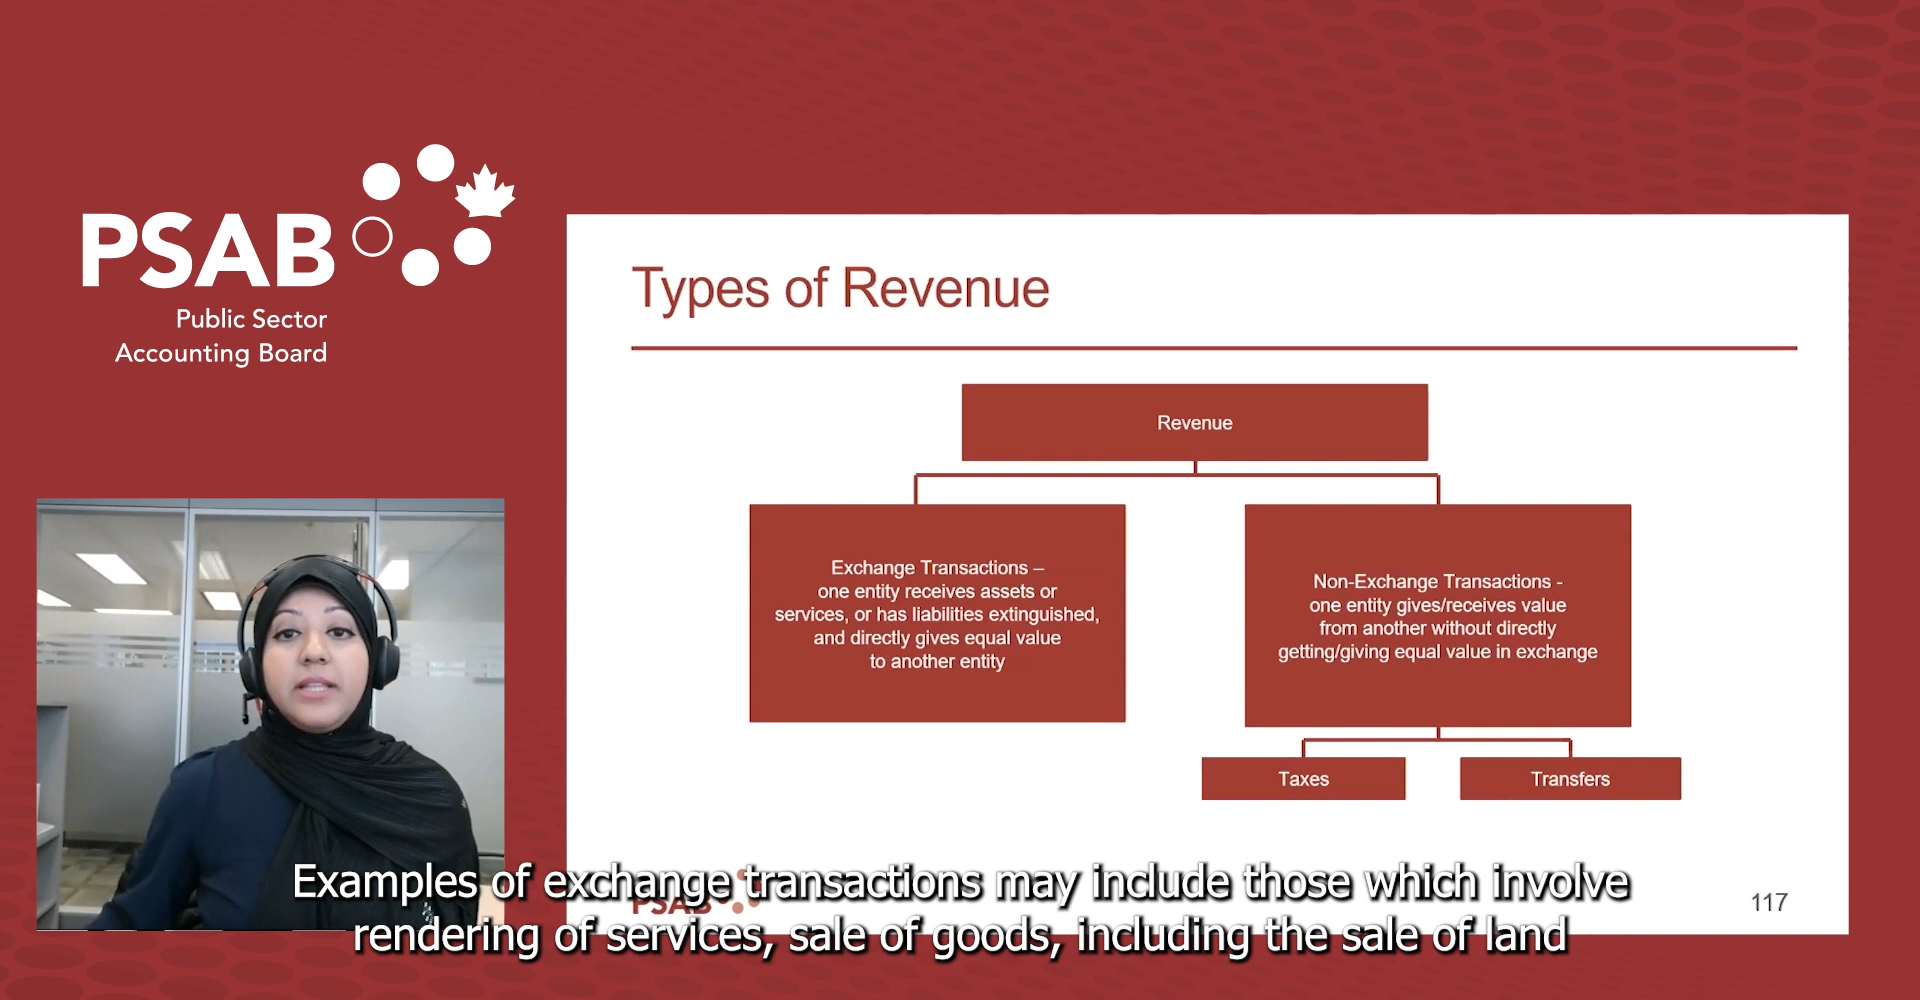 PSAB
Public Sector
Accounting Board
Types of Revenue
Revenue
Exchange Transactions –
one entity receives assets or
services, or has liabilities extinguished,
and directly gives equal value
to another entity
Non-Exchange Transactions -
one entity gives/receives value
from another without directly
getting/giving equal value in exchange
Taxes
Transfers
PSAB
117
Examples of exchange transactions may include those which involve
rendering of services, sale of goods, including the sale of land